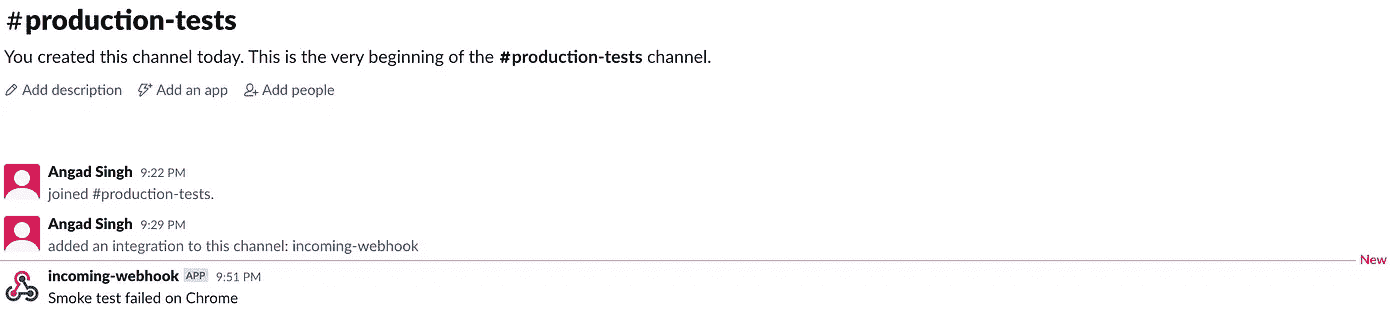 #production-tests
You created this channel today. This is the very beginning of the #production-tests channel.
Add description Add an app Add people
Angad Singh 9:22 PM
joined #production-tests.
Angad Singh 9:29 PM
added an integration to this channel: incoming-webhook
New
incoming-webhook APP 9:51 PM
Smoke test failed on Chrome